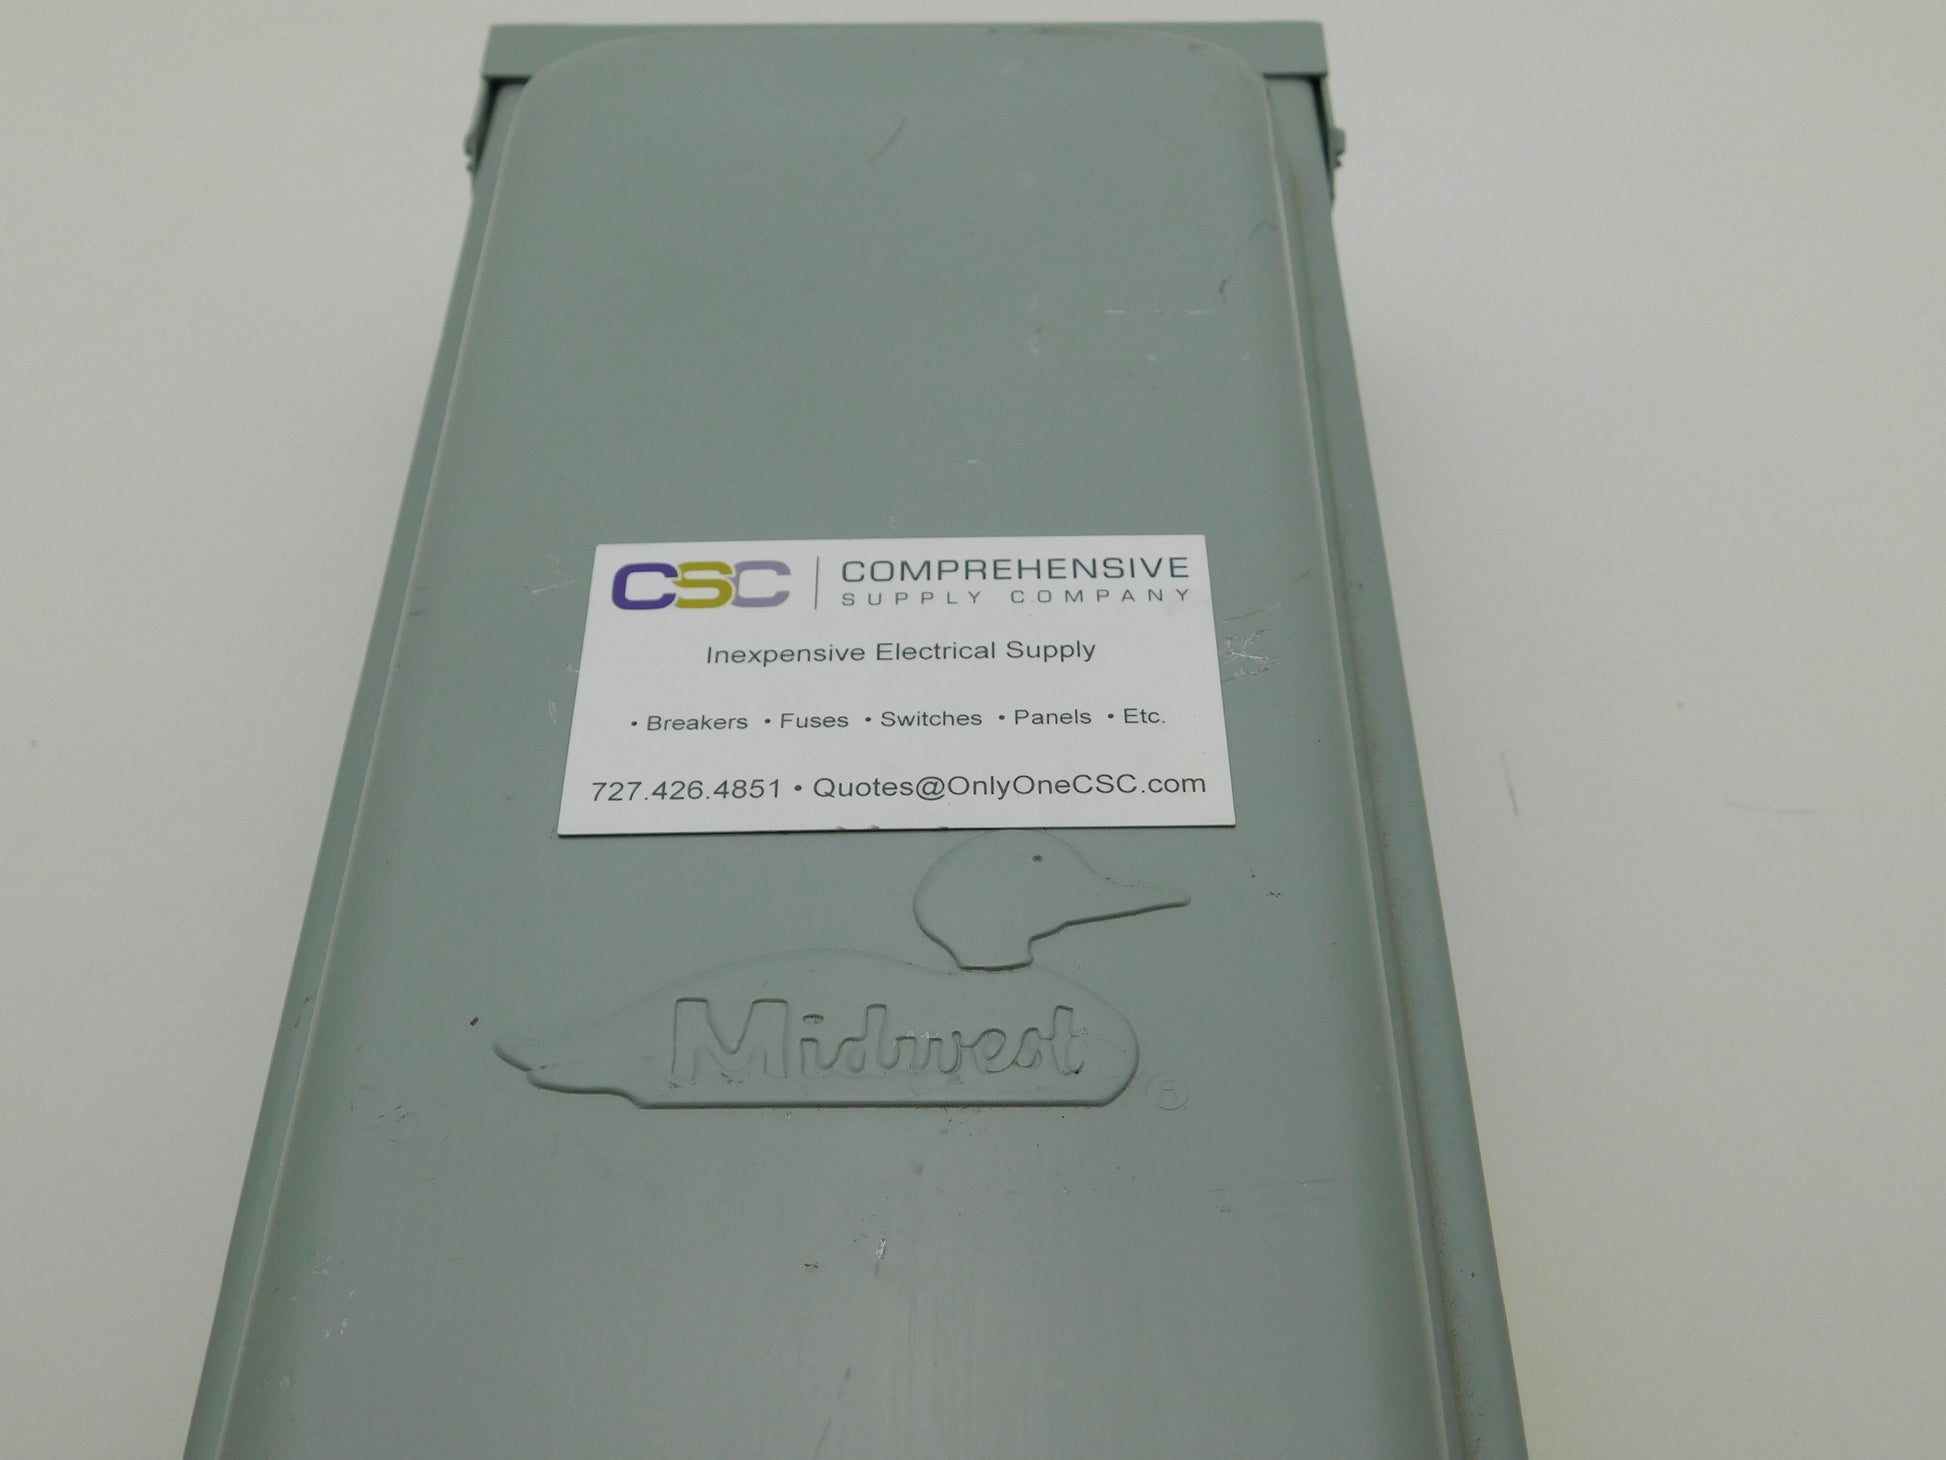 CSC COMPREHENSIVE
SUPPLY COMPANY
Inexpensive Electrical Supply
• Breakers • Fuses • Switches • Panels • Etc.
727.426.4851 • Quotes@OnlyOneCSC.com
Midwest ®